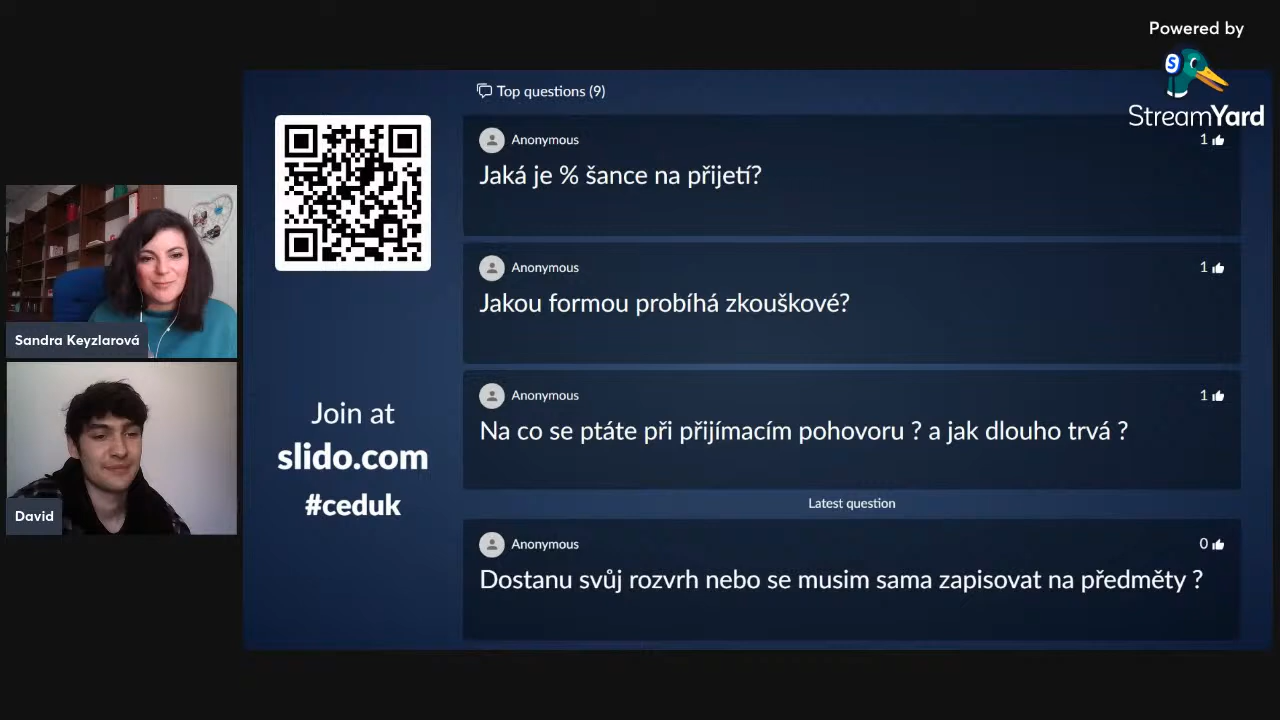 Powered by
StreamYard
Top questions (9)
Anonymous
1
Jaká je % šance na přijetí?
Anonymous
1
Jakou formou probíhá zkouškové?
Anonymous
1
Na co se ptáte při přijímacím pohovoru ? a jak dlouho trvá ?
Latest question
Anonymous
0
Dostanu svůj rozvrh nebo se musim sama zapisovat na předměty ?
Join at
slido.com
#ceduk
Sandra Keyzlarová
David